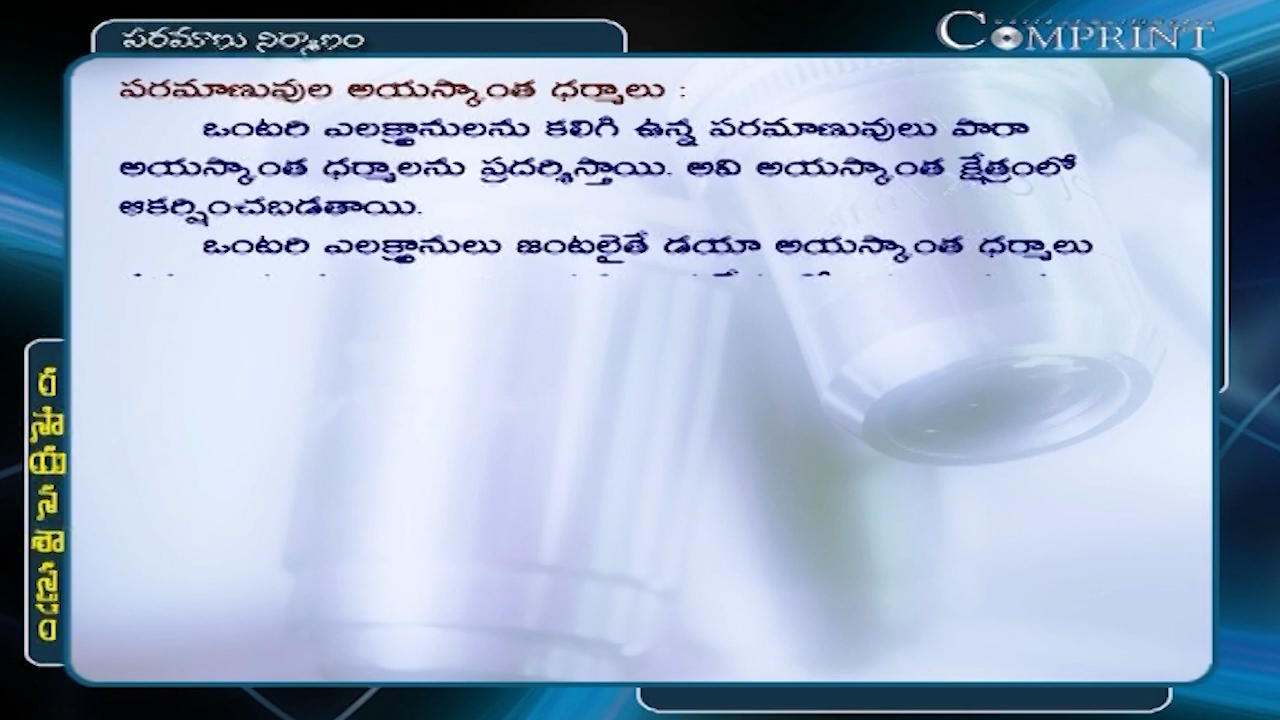 పరమాణు నిర్మాణం
COMPRINT
పరమాణువుల అయస్కాంత ధర్మాలు :
ఒంటరి ఎలక్ట్రానులను కలిగి ఉన్న పరమాణువులు పారా
అయస్కాంత ధర్మాలను ప్రదర్శిస్తాయి. అవి అయస్కాంత క్షేత్రంలో
ఆకర్షించబడతాయి.
ఒంటరి ఎలక్ట్రానులు జంటలైతే డయా అయస్కాంత ధర్మాలు
రసాయనశాస్త్రం